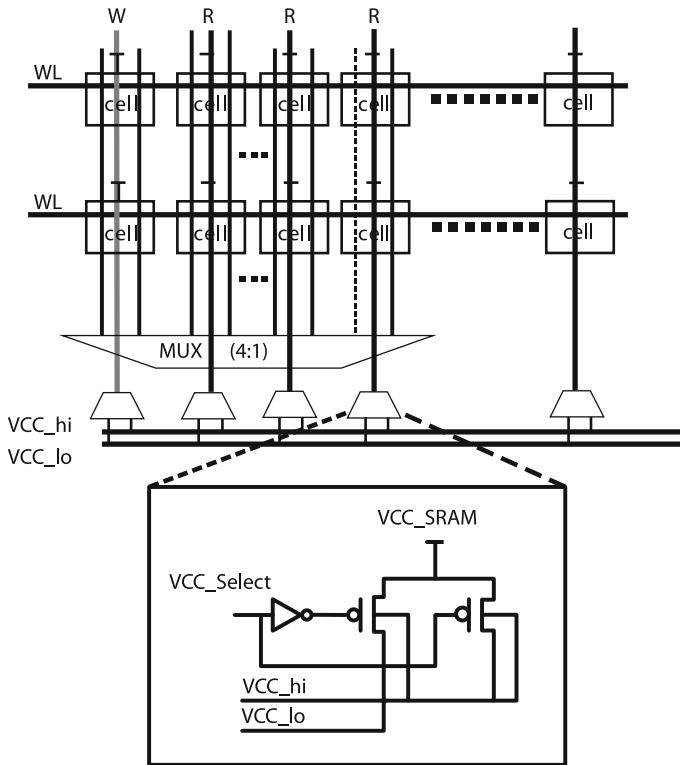 W R R R
WL
cell cell cell cell cell
WL
cell cell cell cell cell
MUX (4:1)
VCC_hi
VCC_lo
VCC_SRAM
VCC_Select
VCC_hi
VCC_lo